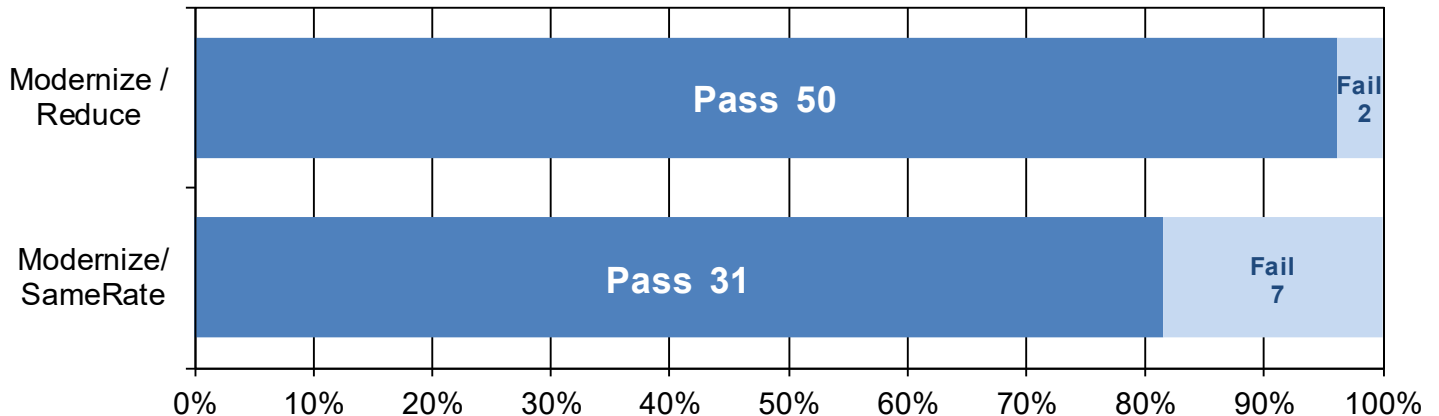 Modernize /
Reduce
Pass 50
Fail
2
Modernize/
SameRate
Pass 31
Fail
7
0% 10% 20% 30% 40% 50% 60% 70% 80% 90% 100%